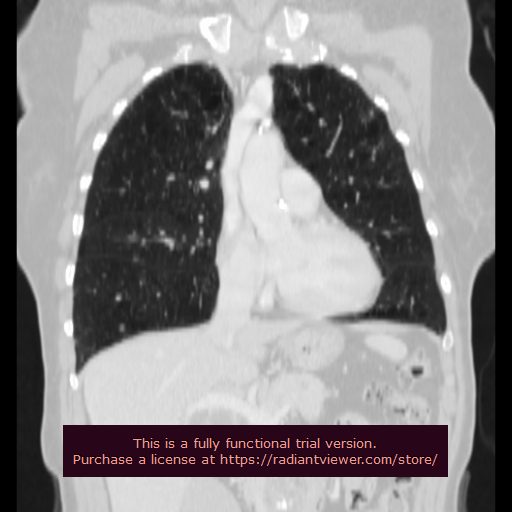 This is a fully functional trial version.
Purchase a license at https://radiantviewer.com/store/